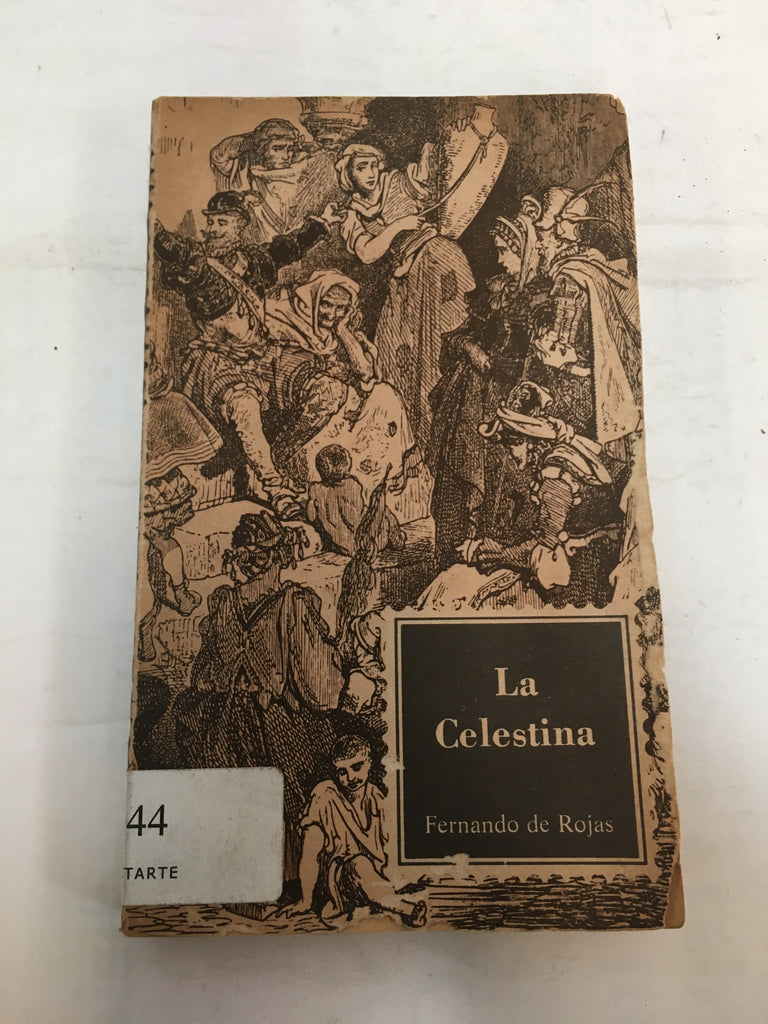 La
Celestina
Fernando de Rojas
44
TARTE